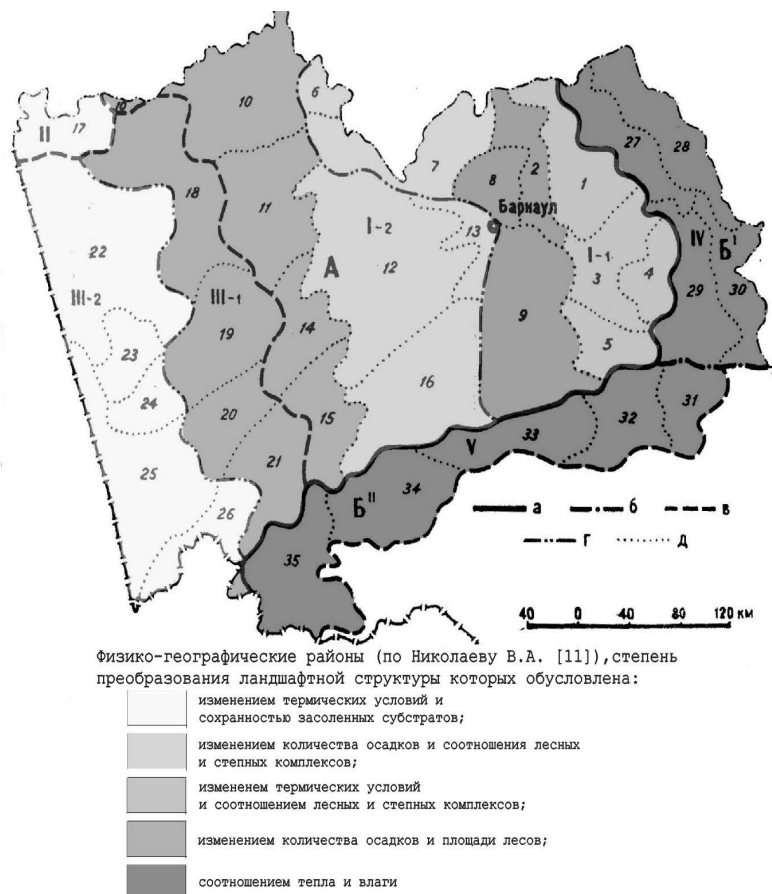 10
6
16
II
17
7
27
28
8
2
1
18
Барнаул
11
I-2
13
IV
БI
А
12
I-1
22
3
4
29
30
III-2
III-1
9
19
14
5
23
24
16
31
20
15
32
V
33
25
21
34
БII
26
а
б
в
г
д
35
40 0 40 80 120 км
Физико-географические районы (по Николаеву В.А. [11]),степень
преобразования ландшафтной структуры которых обусловлена:
изменением термических условий и
сохранностью засоленных субстратов;
изменением количества осадков и соотношения лесных
и степных комплексов;
измененем термических условий
и соотношением лесных и степных комплексов;
изменением количества осадков и площади лесов;
соотношением тепла и влаги